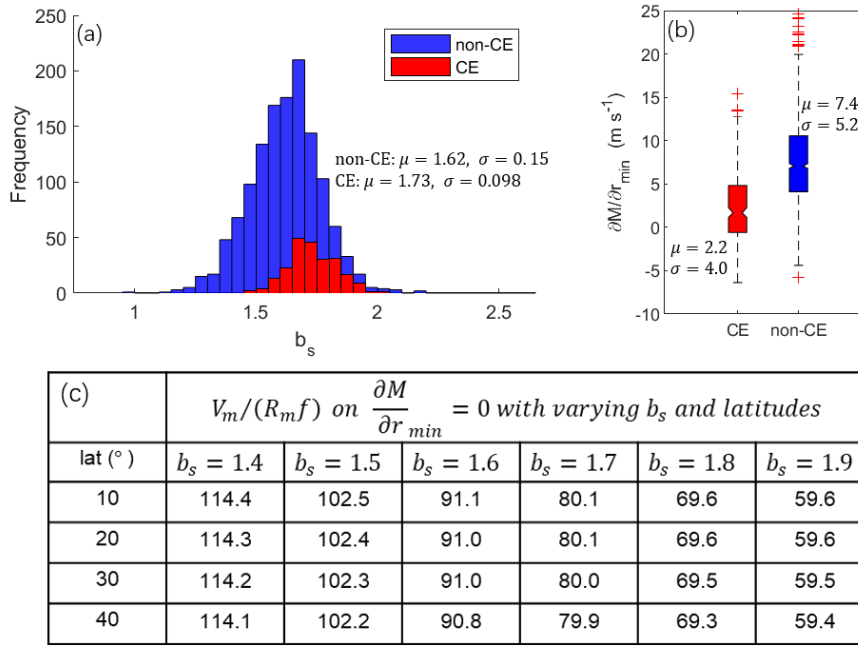 (a)
non-CE
CE
250
200
150
100
50
0
Frequency
non-CE: μ = 1.62, σ = 0.15
CE: μ = 1.73, σ = 0.098
1
1.5
2
2.5
b_s
(b)
25
20
15
10
5
0
-5
-10
∂M/∂r_min (m s⁻¹)
μ = 7.4
σ = 5.2
μ = 2.2
σ = 4.0
CE non-CE
(c) V_m/(R_m f) on ∂M/∂r_min = 0 with varying b_s and latitudes
lat (°) b_s = 1.4 b_s = 1.5 b_s = 1.6 b_s = 1.7 b_s = 1.8 b_s = 1.9
10 114.4 102.5 91.1 80.1 69.6 59.6
20 114.3 102.4 91.0 80.1 69.6 59.6
30 114.2 102.3 91.0 80.0 69.5 59.5
40 114.1 102.2 90.8 79.9 69.3 59.4